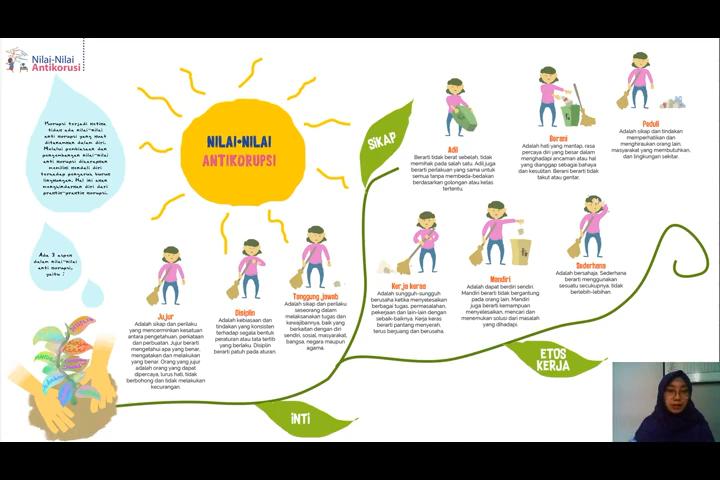 Nilai-Nilai
Antikorusi
Korupsi terjadi ketika
tidak ada nilai-nilai
anti korupsi yang kuat
ditanamkan dalam diri.
Melalui pembiasaan dan
pengembangan nilai-nilai
anti korupsi diharapkan
memiliki kendali diri
terhadap pengaruh buruk
lingkungan. Hal ini akan
menghindarkan diri dari
praktik-praktik korupsi.
Ada 3 aspek
dalam nilai-nilai
anti korupsi,
yaitu :
NILAI-NILAI
ANTIKORUPSI
SIKAP
Adil
Berarti tidak berat sebelah, tidak
memihak pada salah satu. Adil juga
berarti perlakuan yang sama untuk
semua tanpa membeda-bedakan
berdasarkan golongan atau kelas
tertentu.
Berani
Adalah hati yang mantap, rasa
percaya diri yang besar dalam
menghadapi ancaman atau hal
yang dianggap sebagai bahaya
dan kesulitan. Berani berarti tidak
takut atau gentar.
Peduli
Adalah sikap dan tindakan
memperhatikan dan
menghiraukan orang lain,
masyarakat yang membutuhkan,
dan lingkungan sekitar.
Jujur
Adalah sikap dan perilaku
yang mencerminkan kesatuan
antara pengetahuan, perkataan
dan perbuatan. Jujur berarti
mengetahui apa yang benar,
mengatakan dan melakukan
yang benar. Orang yang jujur
adalah orang yang dapat
dipercaya, lurus hati, tidak
berbohong dan tidak melakukan
kecurangan.
Disiplin
Adalah kebiasaan dan
tindakan yang konsisten
terhadap segala bentuk
peraturan atau tata tertib
yang berlaku. Disiplin
berarti patuh pada aturan.
Tanggung jawab
Adalah sikap dan perilaku
seseorang dalam
melaksanakan tugas dan
kewajibannya, baik yang
berkaitan dengan diri
sendiri, sosial, masyarakat,
bangsa, negara maupun
agama.
Kerja keras
Adalah sungguh-sungguh
berusaha ketika menyelesaikan
berbagai tugas, permasalahan,
pekerjaan dan lain-lain dengan
sebaik-baiknya. Kerja keras
berarti pantang menyerah,
terus berjuang dan berusaha.
Mandiri
Adalah dapat berdiri sendiri.
Mandiri berarti tidak bergantung
pada orang lain. Mandiri
juga berarti kemampuan
menyelesaikan, mencari dan
menemukan solusi dari masalah
yang dihadapi.
Sederhana
Adalah bersahaja. Sederhana
berarti menggunakan
sesuatu secukupnya, tidak
berlebih-lebihan.
ETOS
KERJA
INTI